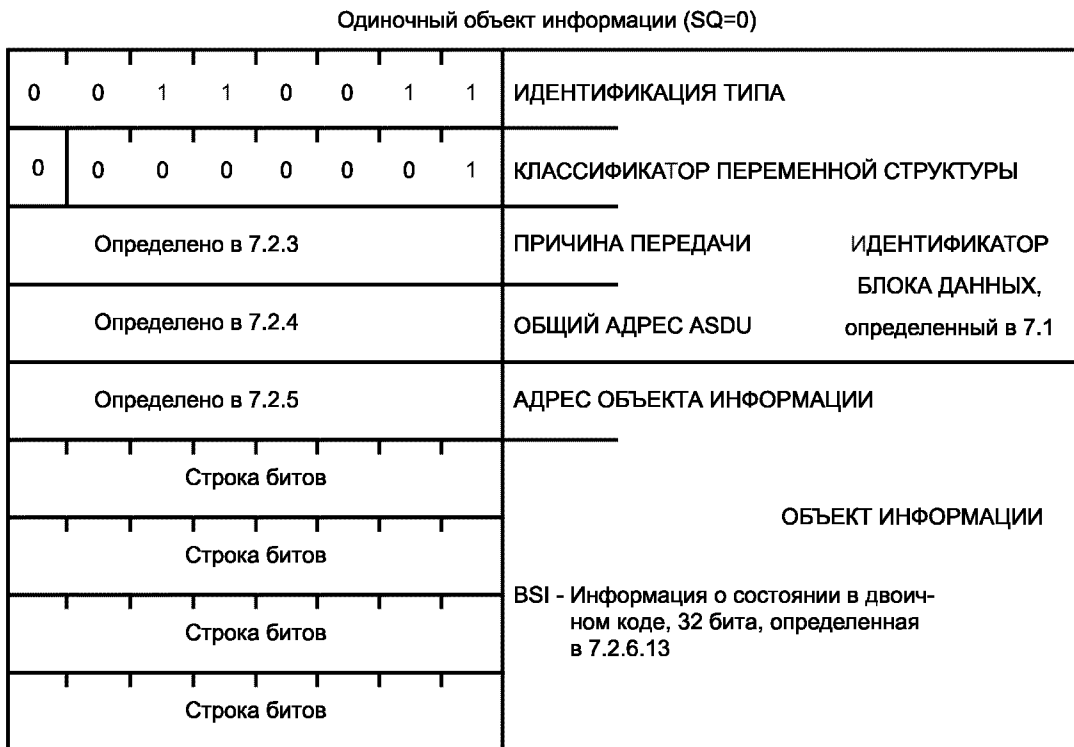 Одиночный объект информации (SQ=0)
0 0 1 1 0 0 1 1 ИДЕНТИФИКАЦИЯ ТИПА
0 0 0 0 0 0 0 1 КЛАССИФИКАТОР ПЕРЕМЕННОЙ СТРУКТУРЫ
Определено в 7.2.3 ПРИЧИНА ПЕРЕДАЧИ ИДЕНТИФИКАТОР
БЛОКА ДАННЫХ,
Определено в 7.2.4 ОБЩИЙ АДРЕС ASDU определенный в 7.1
Определено в 7.2.5 АДРЕС ОБЪЕКТА ИНФОРМАЦИИ
Строка битов
ОБЪЕКТ ИНФОРМАЦИИ
Строка битов
BSI - Информация о состоянии в двоич-
ном коде, 32 бита, определенная
в 7.2.6.13
Строка битов
Строка битов